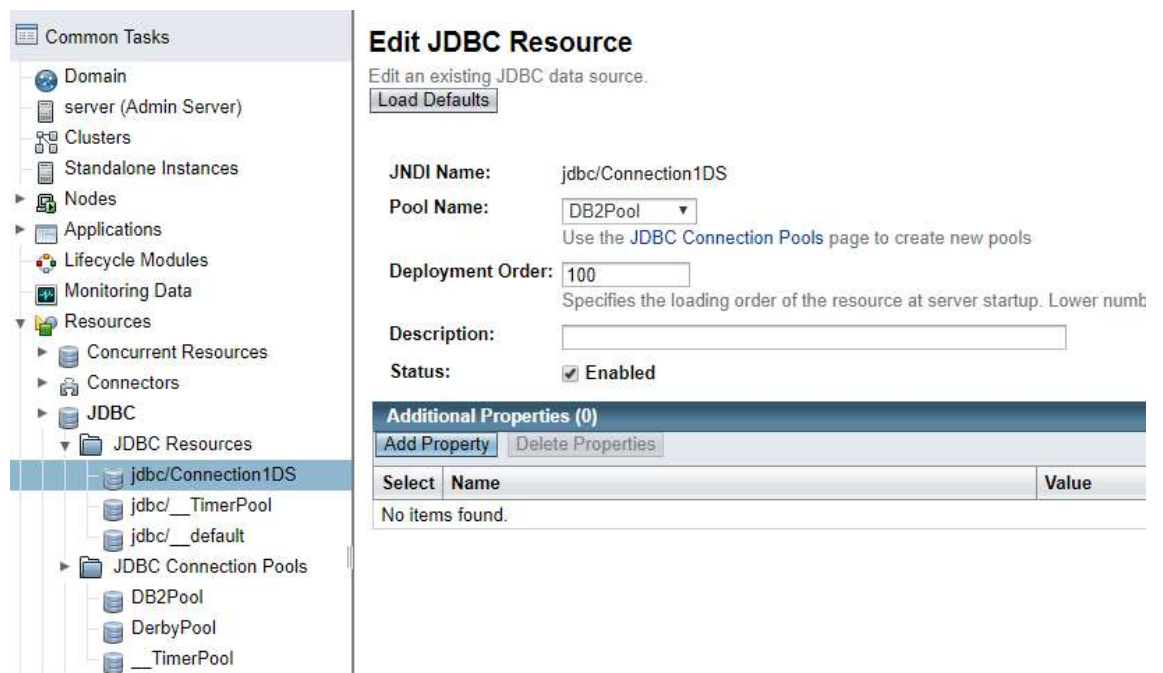 Common Tasks
Domain
server (Admin Server)
Clusters
Standalone Instances
Nodes
Applications
Lifecycle Modules
Monitoring Data
Resources
Concurrent Resources
Connectors
JDBC
JDBC Resources
jdbc/Connection1DS
jdbc/__TimerPool
jdbc/__default
JDBC Connection Pools
DB2Pool
DerbyPool
__TimerPool
Edit JDBC Resource
Edit an existing JDBC data source.
Load Defaults
JNDI Name: jdbc/Connection1DS
Pool Name: DB2Pool
Use the JDBC Connection Pools page to create new pools
Deployment Order: 100
Specifies the loading order of the resource at server startup. Lower numb
Description:
Status: Enabled
Additional Properties (0)
Add Property Delete Properties
Select Name Value
No items found.